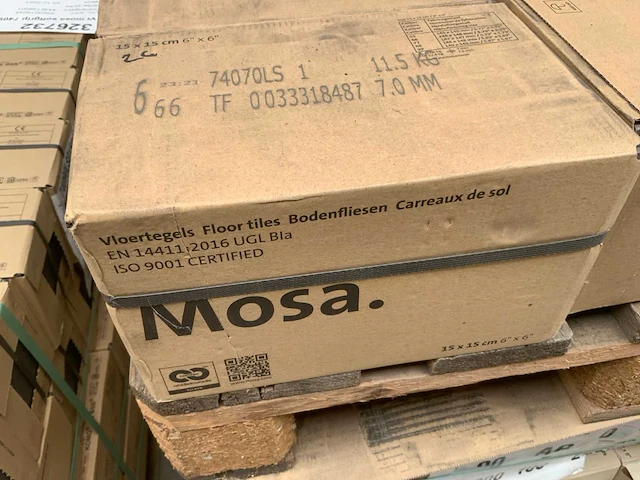 326732
15 x 15 cm 6" x 6"
23:21 74070LS 1 11.5 KG
6 66 TF 0033318487 7.0 MM
Vloertegels Floor tiles Bodenfliesen Carreaux de sol
EN 14411:2016 UGL BIa
ISO 9001 CERTIFIED
Mosa.
15 x 15 cm 6" x 6"